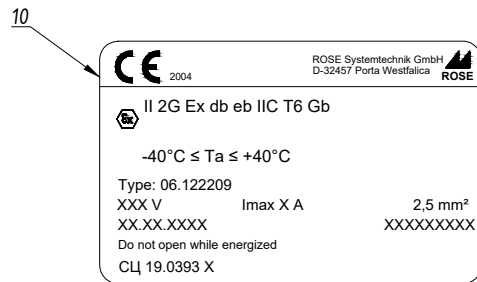 10
CE 2004
ROSE Systemtechnik GmbH
D-32457 Porta Westfalica
ROSE
Ex II 2G Ex db eb IIC T6 Gb
-40°C ≤ Ta ≤ +40°C
Type: 06.122209
XXX V Imax X A 2,5 mm²
XX.XX.XXXX XXXXXXXXX
Do not open while energized
СЦ 19.0393 X